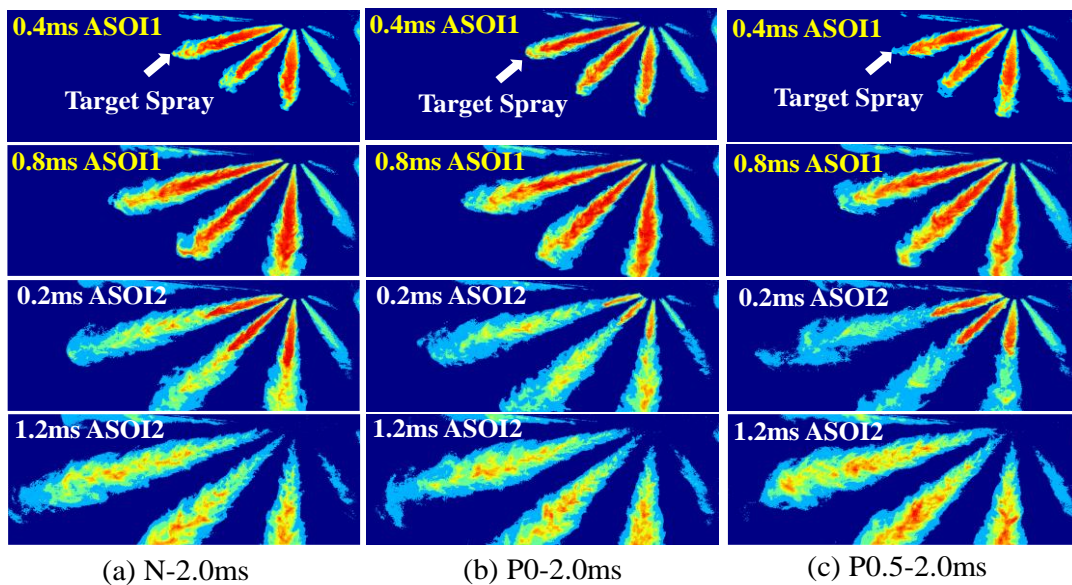 0.4ms ASOI1
Target Spray
0.4ms ASOI1
Target Spray
0.4ms ASOI1
Target Spray
0.8ms ASOI1
0.8ms ASOI1
0.8ms ASOI1
0.2ms ASOI2
0.2ms ASOI2
0.2ms ASOI2
1.2ms ASOI2
1.2ms ASOI2
1.2ms ASOI2
(a) N-2.0ms
(b) P0-2.0ms
(c) P0.5-2.0ms